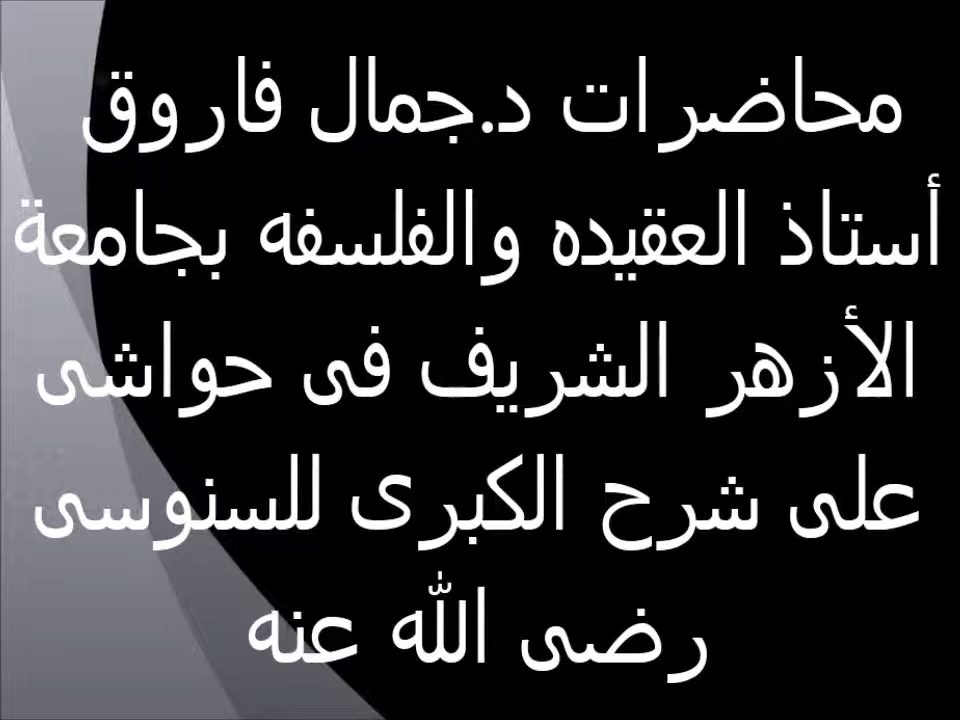 محاضرات د.جمال فاروق
أستاذ العقيده والفلسفه بجامعة
الأزهر الشريف فى حواشى
على شرح الكبرى للسنوسى
رضى الله عنه